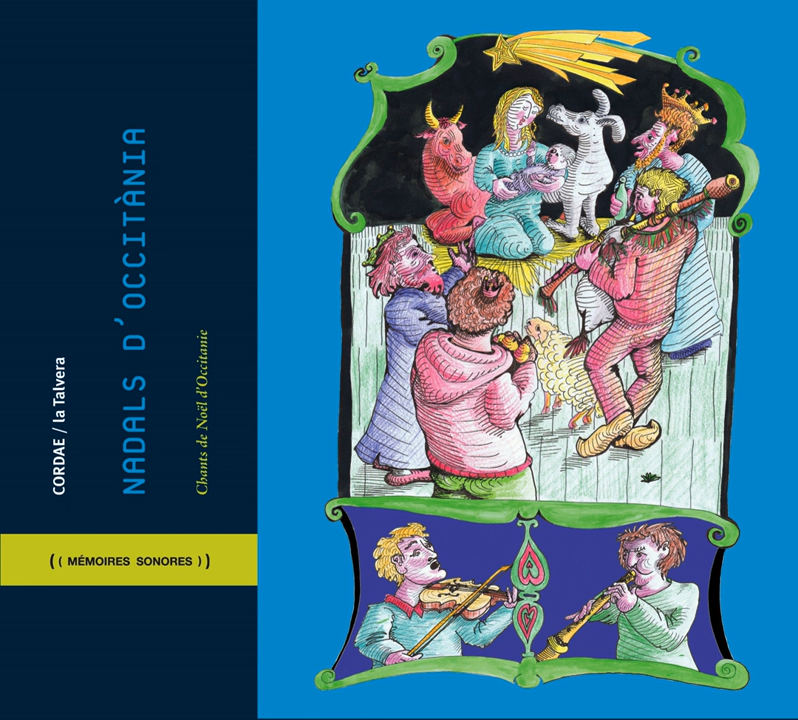 CORDAE / la Talvera
NADALS D'OCCITÀNIA
Chants de Noël d'Occitanie
(( MÉMOIRES SONORES ))